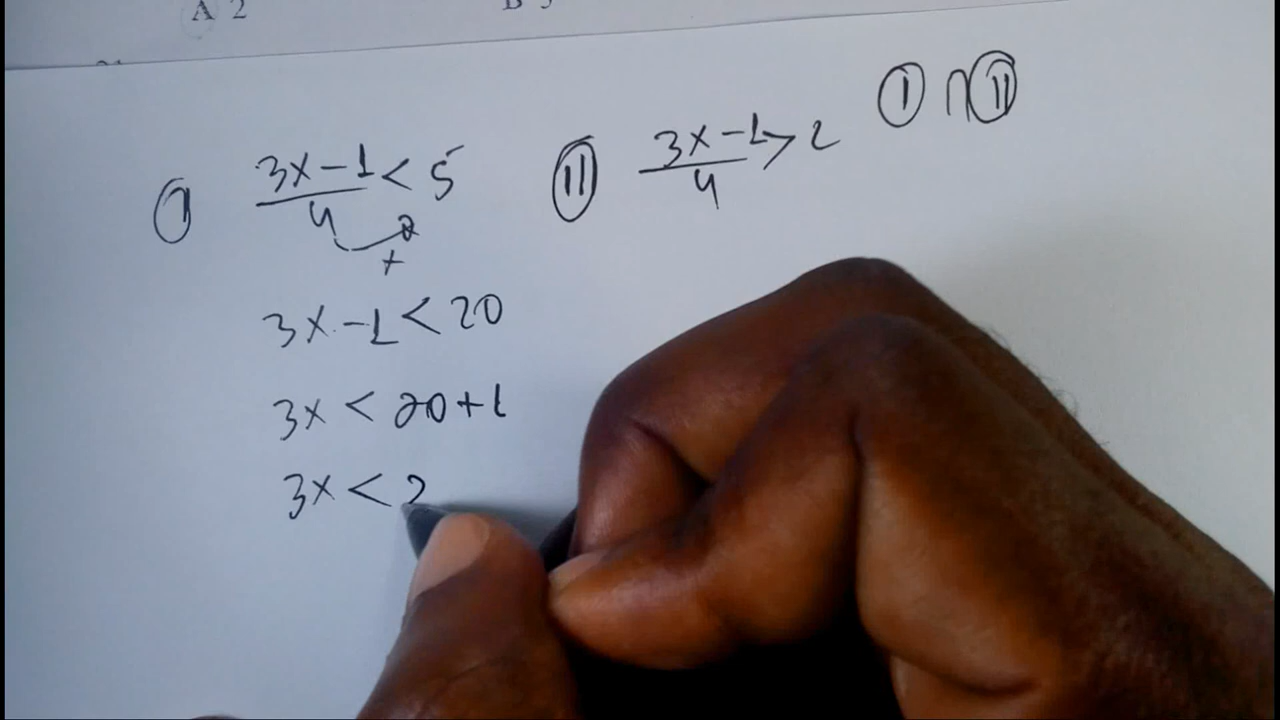 A 2 B 3
Ⓘ (3x-1)/4 < 5 Ⓘⓘ (3x-1)/4 > 2 Ⓘ ∩ Ⓘⓘ
+
3x-1 < 20
3x < 20+1
3x < 2